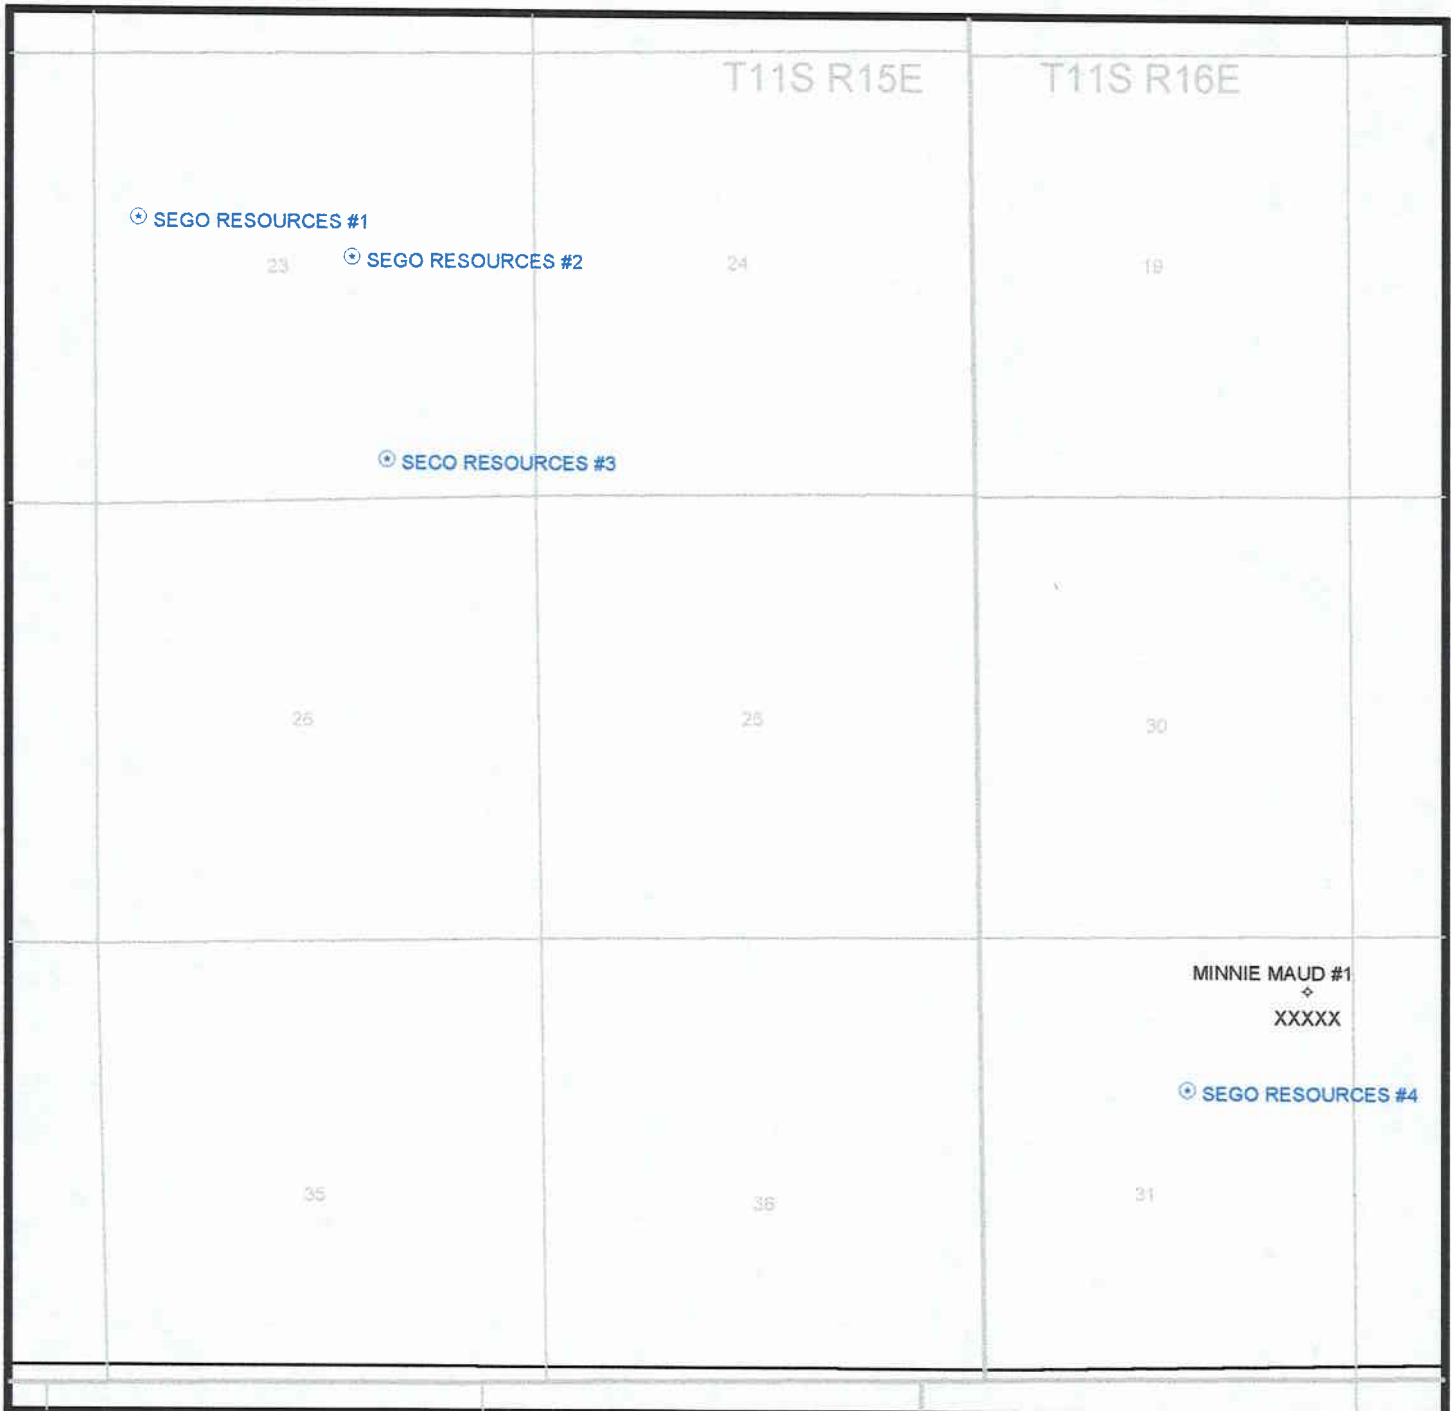 T11S R15E
T11S R16E
SEGO RESOURCES #1
23
SEGO RESOURCES #2
24
19
SECO RESOURCES #3
26
25
30
MINNIE MAUD #1
XXXXX
SEGO RESOURCES #4
35
36
31